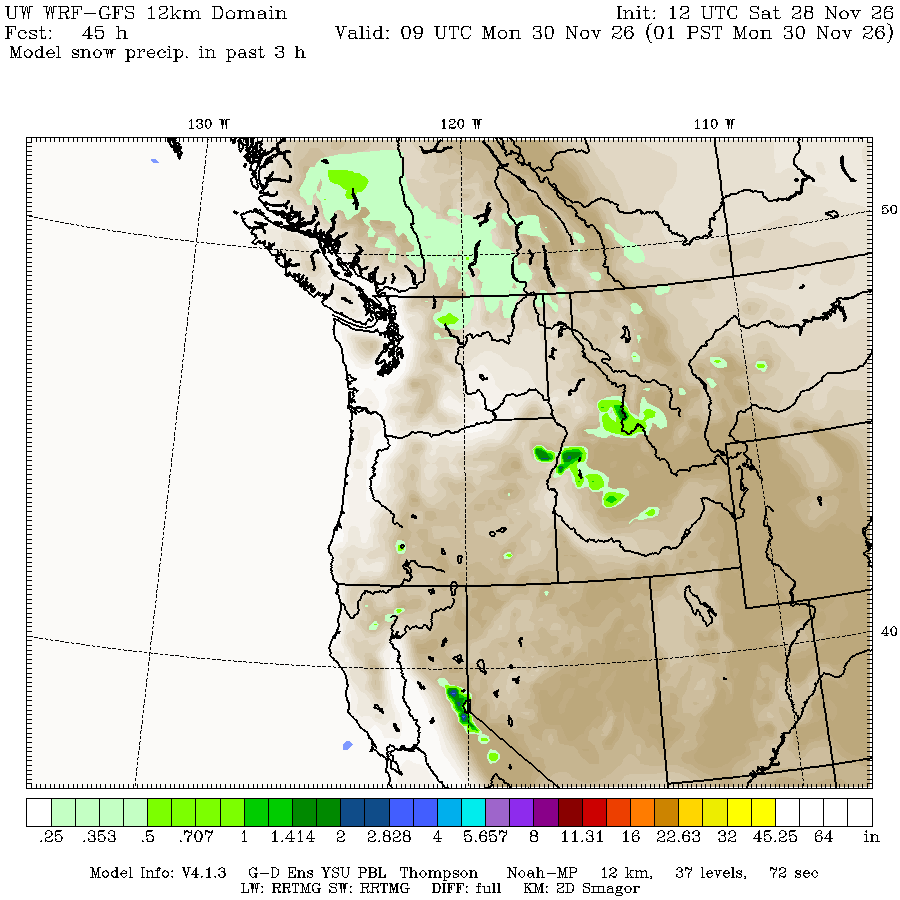 UW WRF-GFS 12km Domain Init: 12 UTC Sat 28 Nov 26
Fcst: 45 h Valid: 09 UTC Mon 30 Nov 26 (01 PST Mon 30 Nov 26)
Model snow precip. in past 3 h
130 W 120 W 110 W
50
40
.25 .353 .5 .707 1 1.414 2 2.828 4 5.657 8 11.31 16 22.63 32 45.25 64 in
Model Info: V4.1.3 G-D Ens YSU PBL Thompson Noah-MP 12 km, 37 levels, 72 sec
LW: RRTMG SW: RRTMG DIFF: full KM: 2D Smagor